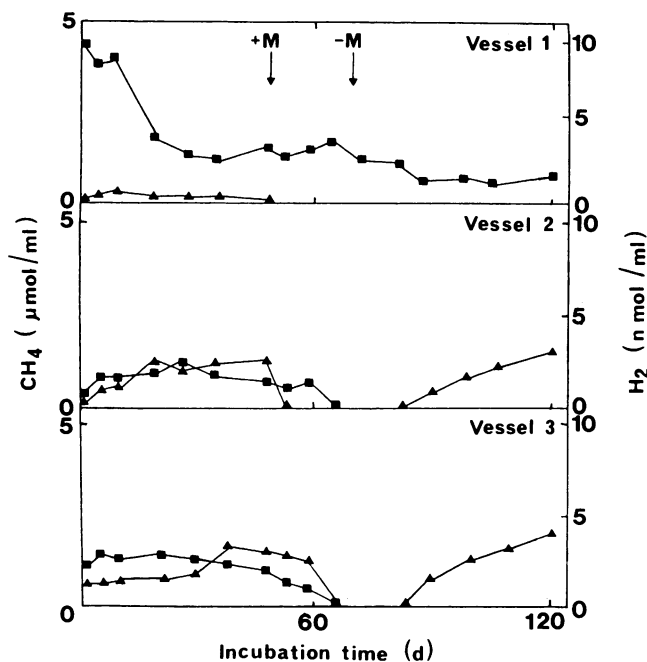 5
+M
-M
Vessel 1
10
5
0
0
5
Vessel 2
10
5
0
0
5
Vessel 3
10
5
0
0
60
120
CH4 ( µmol/ml)
H2 ( n mol /ml)
Incubation time (d)